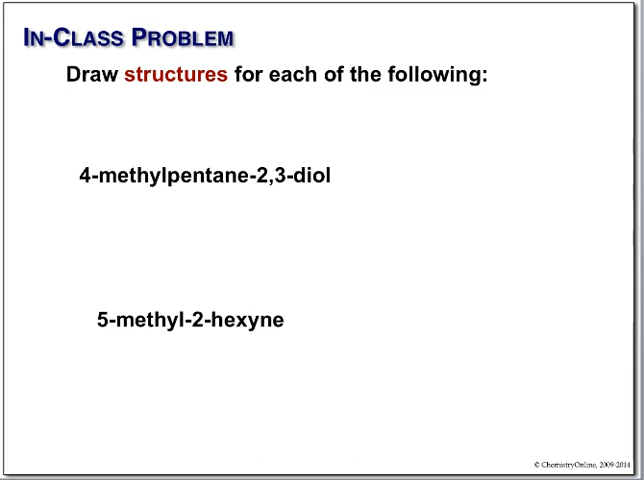 IN-CLASS PROBLEM
Draw structures for each of the following:
4-methylpentane-2,3-diol
5-methyl-2-hexyne
© ChemistryOnline, 2009-2014